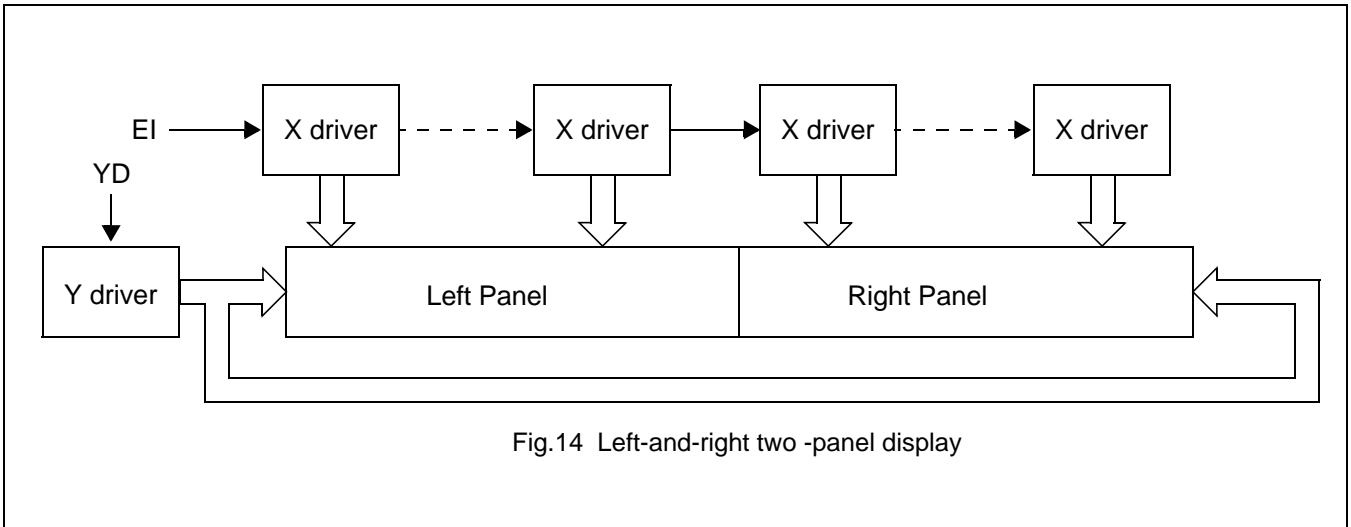 EI
X driver
X driver
X driver
X driver
YD
Y driver
Left Panel
Right Panel
Fig.14 Left-and-right two -panel display